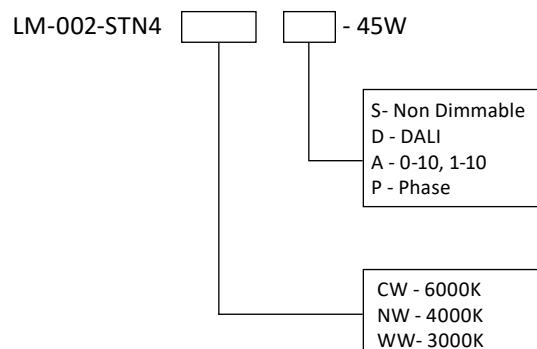 LM-002-STN4 - 45W
S- Non Dimmable
D - DALI
A - 0-10, 1-10
P - Phase
CW - 6000K
NW - 4000K
WW- 3000K